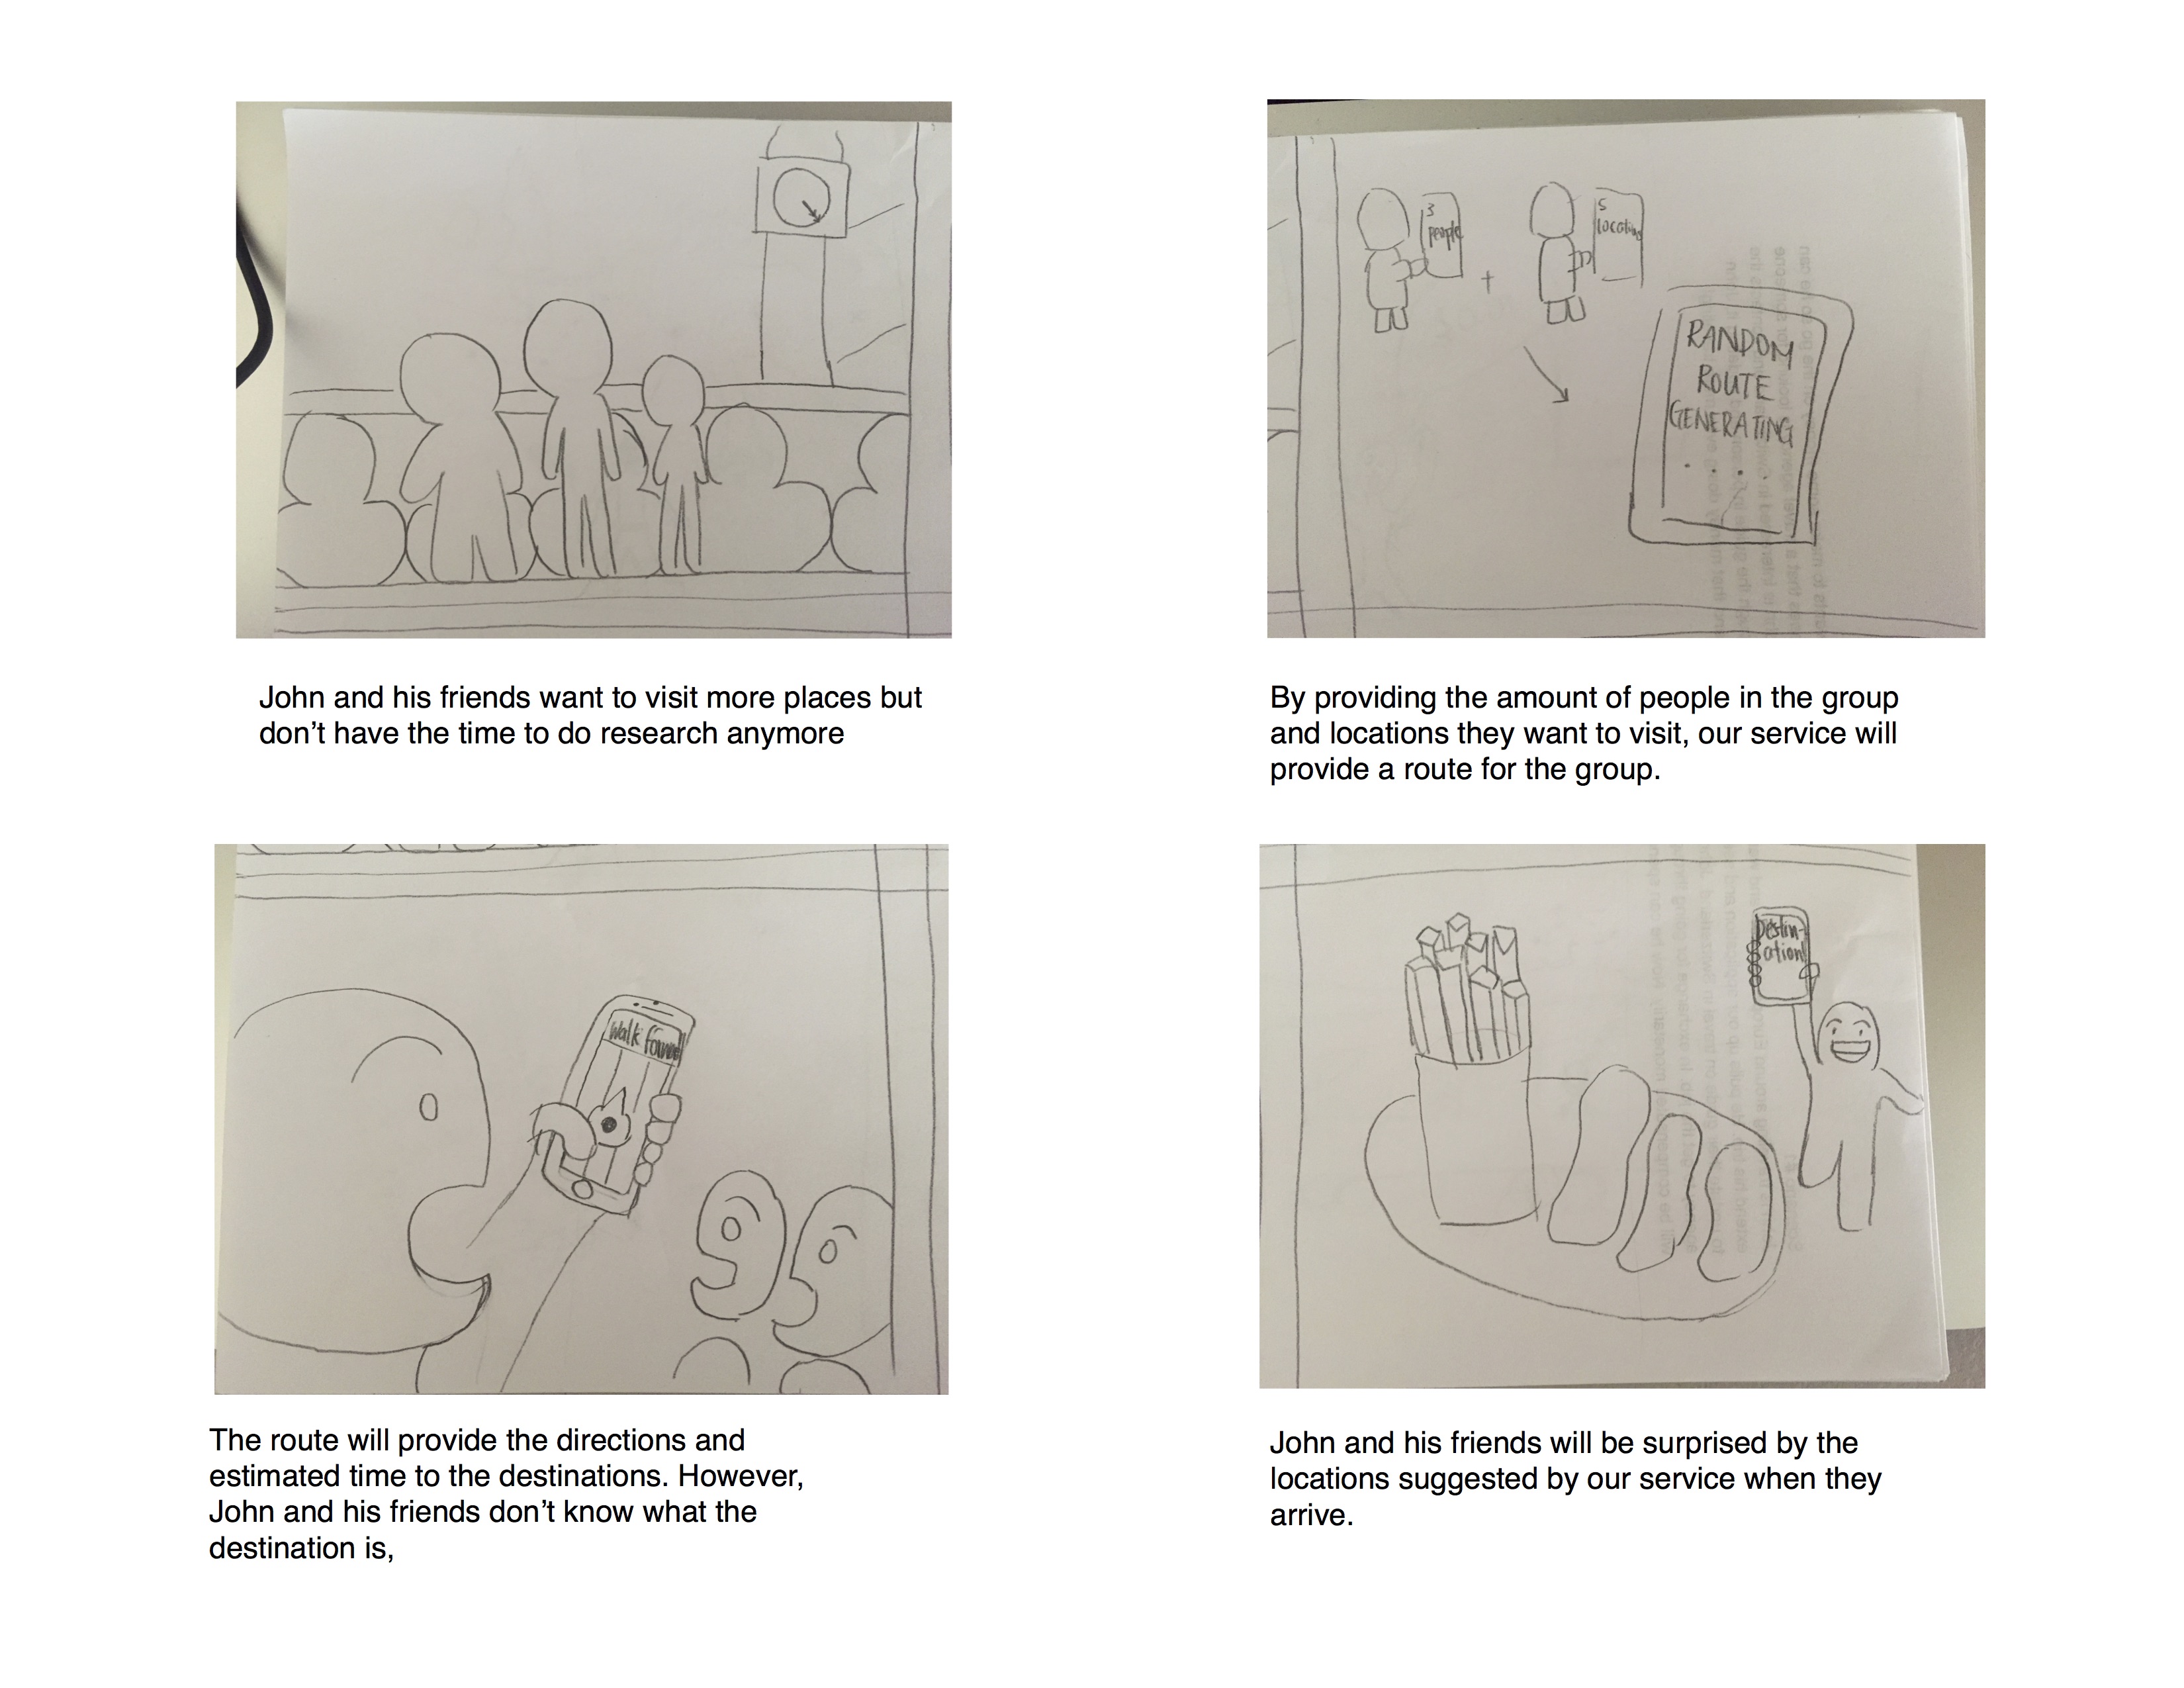 3
people
+
5
locations
RANDOM
ROUTE
GENERATING
. . .
John and his friends want to visit more places but
don't have the time to do research anymore
By providing the amount of people in the group
and locations they want to visit, our service will
provide a route for the group.
Walk forward
Destin-
ation!
The route will provide the directions and
estimated time to the destinations. However,
John and his friends don't know what the
destination is,
John and his friends will be surprised by the
locations suggested by our service when they
arrive.